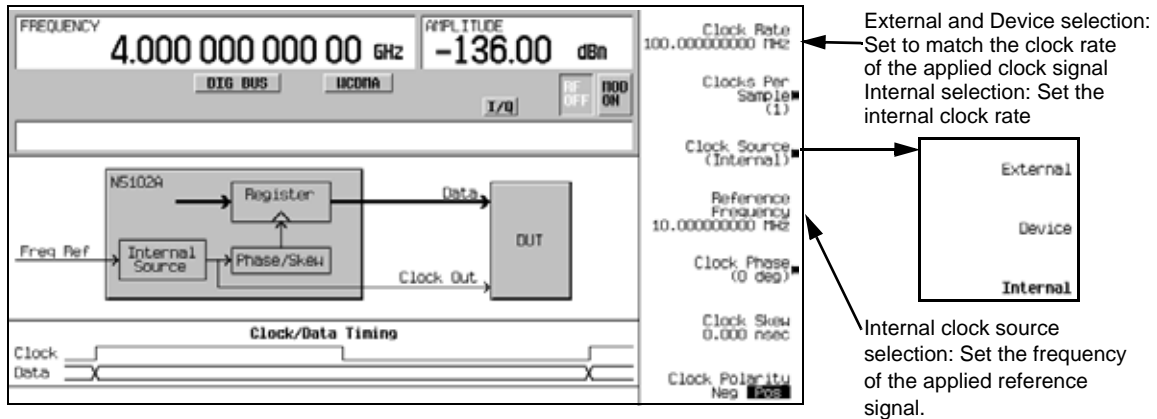 FREQUENCY
4.000 000 000 00 GHz
AMPLITUDE
-136.00 dBm
DIG BUS
WCDMA
I/Q
RF OFF
MOD ON
N5102A
Register
Data
Freq Ref
Internal Source
Phase/Skew
DUT
Clock Out
Clock/Data Timing
Clock
Data
Clock Rate
100.000000000 MHz
Clocks Per
Sample
(1)
Clock Source
(Internal)
Reference
Frequency
10.000000000 MHz
Clock Phase
(0 deg)
Clock Skew
0.000 nsec
Clock Polarity
Neg Pos
External and Device selection:
Set to match the clock rate
of the applied clock signal
Internal selection: Set the
internal clock rate
External
Device
Internal
Internal clock source
selection: Set the frequency
of the applied reference
signal.